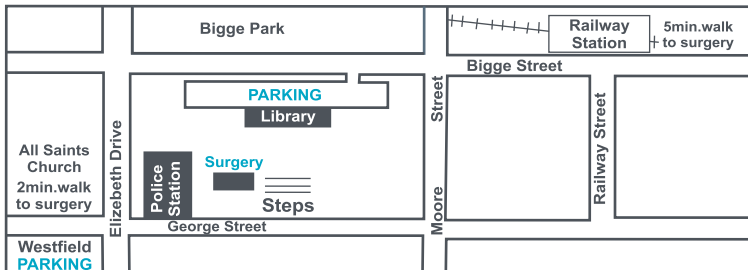 Bigge Park
Railway
Station
5min.walk
to surgery
Bigge Street
PARKING
Library
Moore Street
Railway Street
Elizebeth Drive
All Saints
Church
2min.walk
to surgery
Police
Station
Surgery
Steps
George Street
Westfield
PARKING